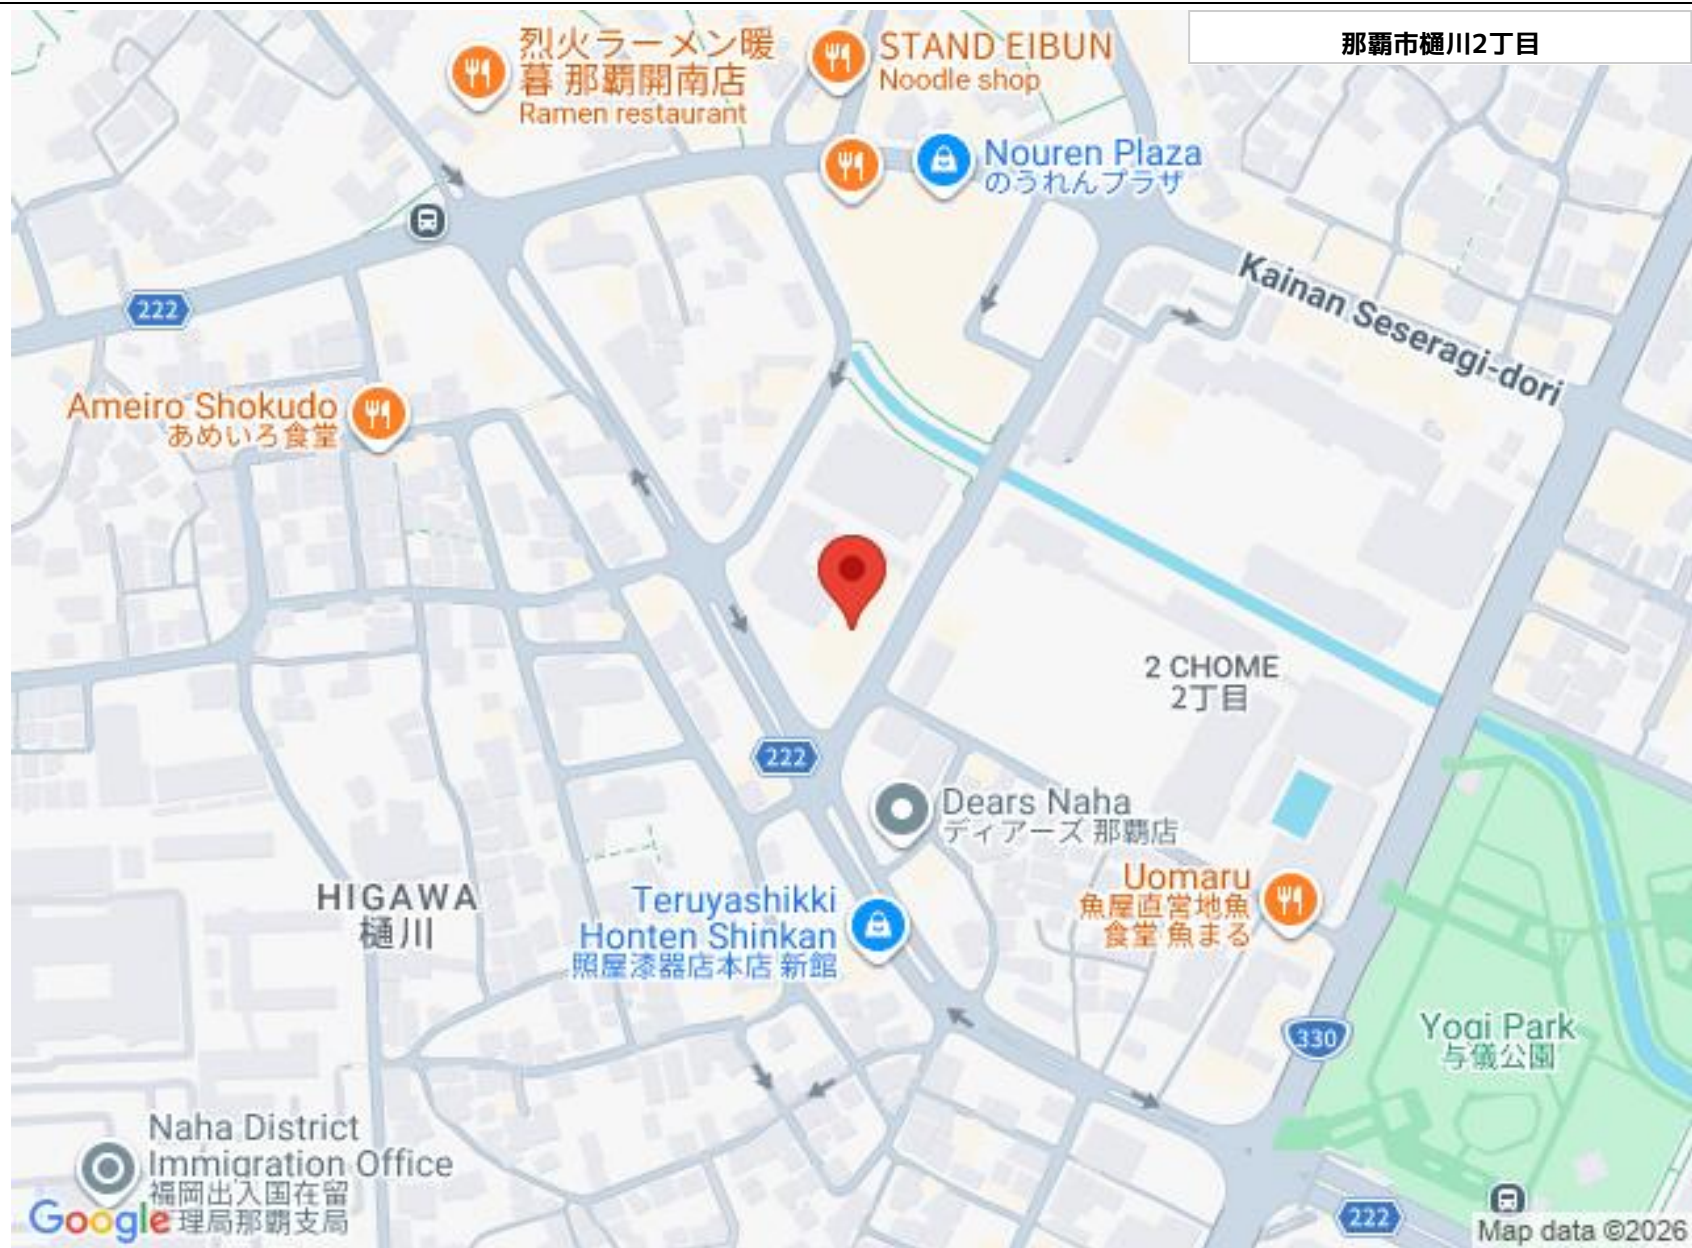 那覇市樋川2丁目
烈火ラーメン暖
暮 那覇開南店
Ramen restaurant
STAND EIBUN
Noodle shop
Nouren Plaza
のうれんプラザ
222
Kainan Seseragi-dori
Ameiro Shokudo
あめいろ食堂
2 CHOME
2丁目
222
Dears Naha
ディアーズ 那覇店
Uomaru
魚屋直営地魚
食堂 魚まる
HIGAWA
樋川
Teruyashikki
Honten Shinkan
照屋漆器店本店 新館
330
Yogi Park
与儀公園
Naha District
Immigration Office
福岡出入国在留
管理局那覇支局
Google
222
Map data ©2026